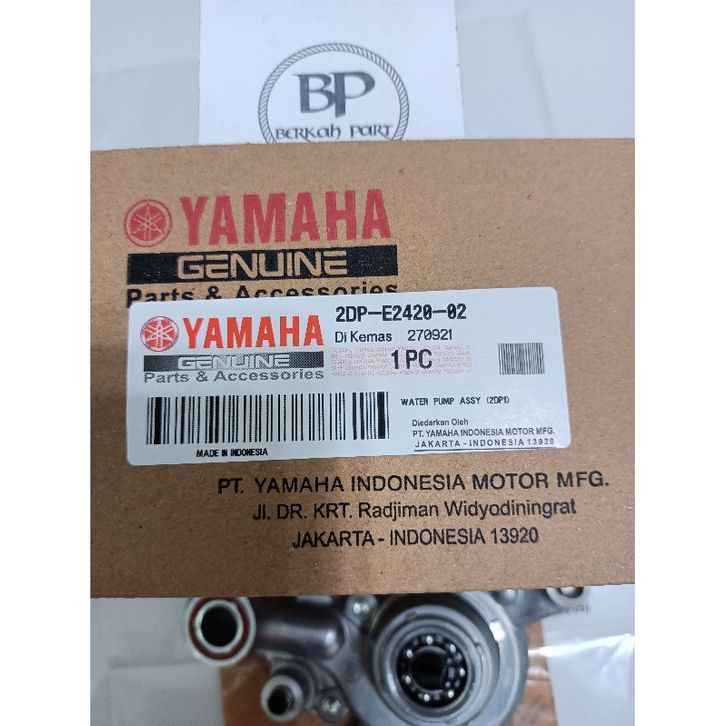 BP
BERKAH PART
YAMAHA
GENUINE
Parts & Accessories
YAMAHA
GENUINE
Parts & Accessories
2DP-E2420-02
Di Kemas 270921
1 PC
WATER PUMP ASSY (2DP1)
MADE IN INDONESIA
Diedarkan Oleh
PT. YAMAHA INDONESIA MOTOR MFG.
JAKARTA - INDONESIA 13920
PT. YAMAHA INDONESIA MOTOR MFG.
Jl. DR. KRT. Radjiman Widyodiningrat
JAKARTA - INDONESIA 13920